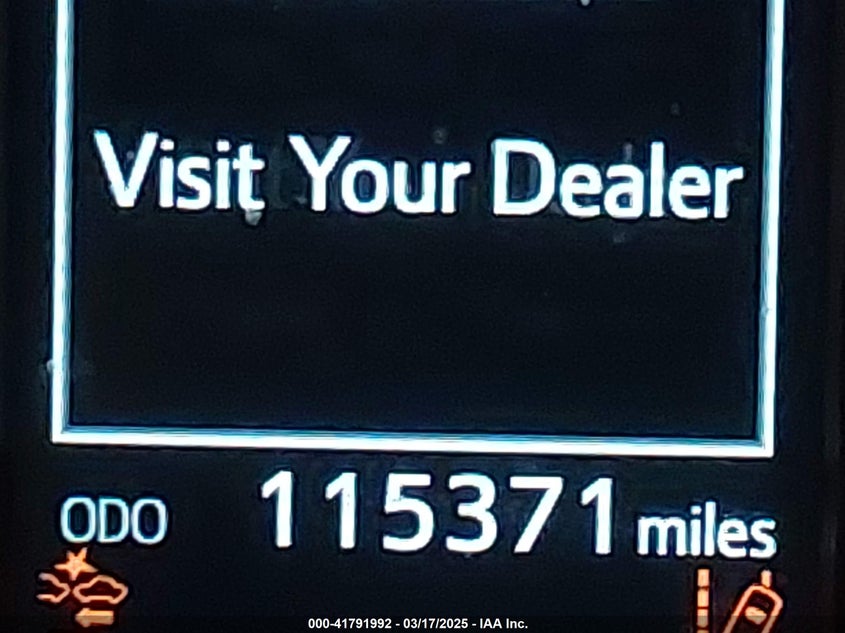 Visit Your Dealer
ODO 115371 miles
000-41791992 - 03/17/2025 - IAA Inc.